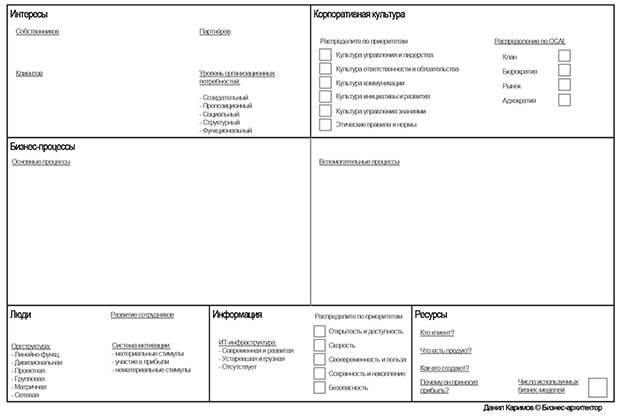 Интересы
Собственников
Партнёров
Клиентов
Уровень организационных
потребностей:
- Созидательный
- Пропозиционный
- Социальный
- Структурный
- Функциональный
Корпоративная культура
Распределите по приоритетам
Культура управления и лидерства
Культура ответственности и обязательства
Культура коммуникации
Культура инициативы и развития
Культура управления знаниями
Этические правила и нормы
Распределение по OCAI:
Клан
Бюрократия
Рынок
Адхократия
Бизнес-процессы
Основные процессы
Вспомогательные процессы
Люди
Развитие сотрудников
Оргструктура:
- Линейно-функц.
- Дивизиональная
- Проектная
- Групповая
- Матричная
- Сетевая
Система мотивации:
- материальные стимулы
- участие в прибыли
- нематериальные стимулы
Информация
ИТ-инфраструктура:
- Современная и развитая
- Устаревшая и грузная
- Отсутствует
Распределите по приоритетам
Открытость и доступность
Скорость
Своевременность и польза
Сохранность и накопление
Безопасность
Ресурсы
Кто клиент?
Что есть продукт?
Как его создают?
Почему он приносит
прибыль?
Число используемых
бизнес-моделей
Данил Каримов © Бизнес-архитектор